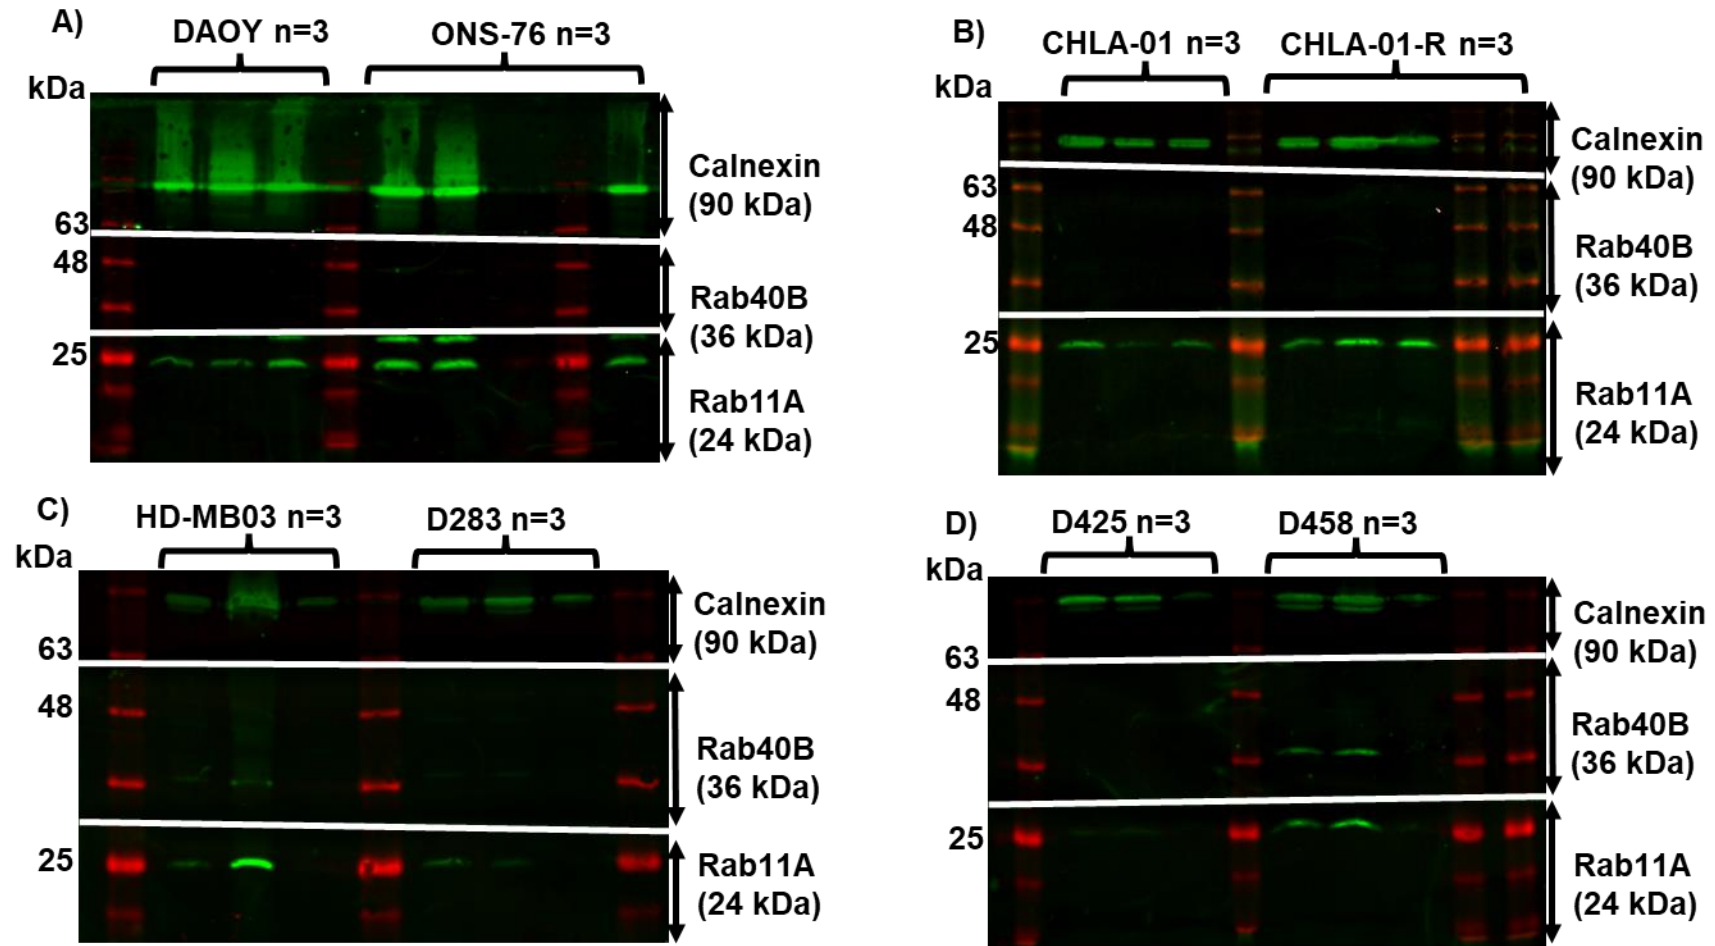 A)
DAOY n=3
ONS-76 n=3
kDa
Calnexin
(90 kDa)
63
48
Rab40B
(36 kDa)
25
Rab11A
(24 kDa)
B)
CHLA-01 n=3
CHLA-01-R n=3
kDa
Calnexin
(90 kDa)
63
48
Rab40B
(36 kDa)
25
Rab11A
(24 kDa)
C)
HD-MB03 n=3
D283 n=3
kDa
Calnexin
(90 kDa)
63
48
Rab40B
(36 kDa)
25
Rab11A
(24 kDa)
D)
D425 n=3
D458 n=3
kDa
Calnexin
(90 kDa)
63
48
Rab40B
(36 kDa)
25
Rab11A
(24 kDa)